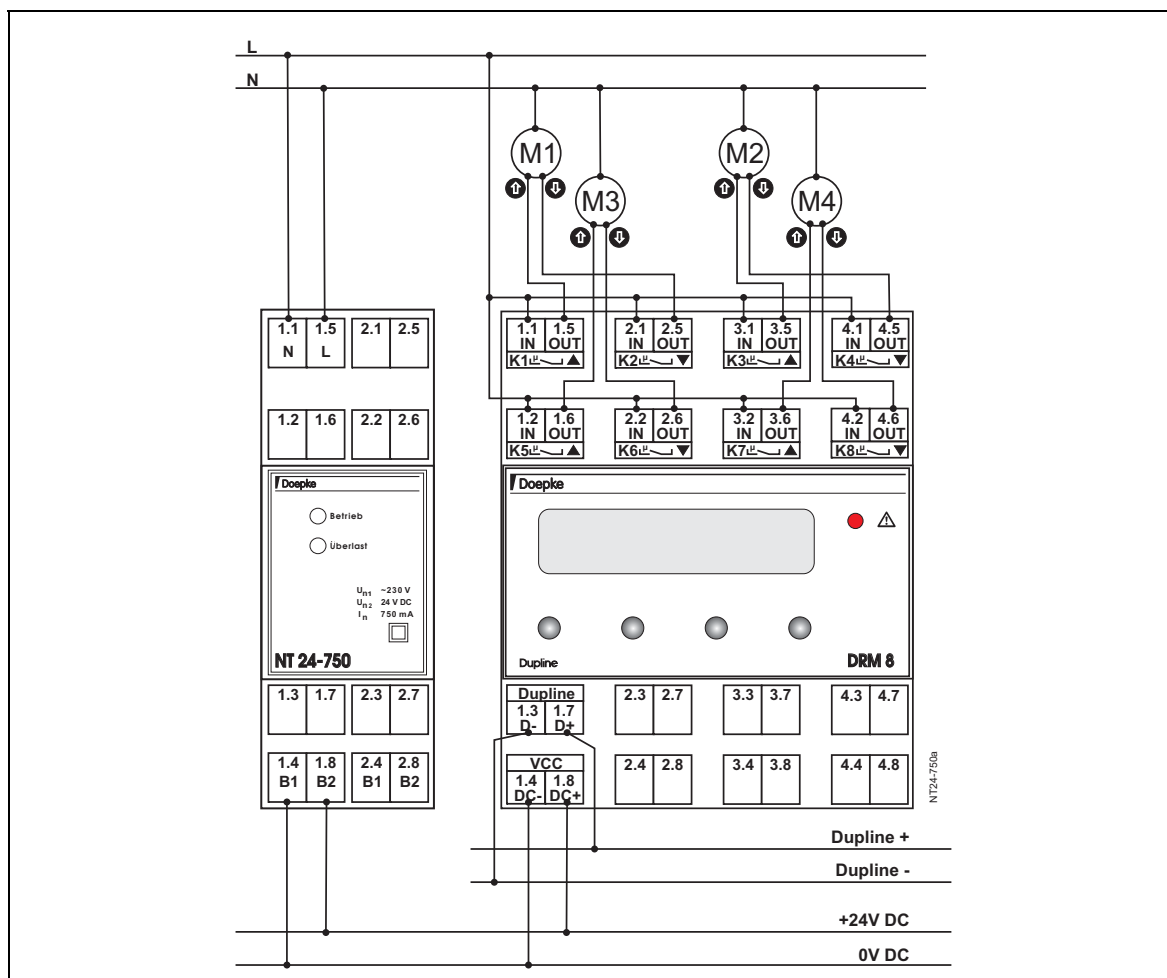 L
N
M1
M2
M3
M4
1.1 1.5 2.1 2.5
N L
1.2 1.6 2.2 2.6
Doepke
Betrieb
Überlast
Un1 ~230 V
Un2 24 V DC
In 750 mA
NT 24-750
1.3 1.7 2.3 2.7
1.4 1.8 2.4 2.8
B1 B2 B1 B2
1.1 1.5 2.1 2.5 3.1 3.5 4.1 4.5
IN OUT IN OUT IN OUT IN OUT
K1 μ K2 μ K3 μ K4 μ
1.2 1.6 2.2 2.6 3.2 3.6 4.2 4.6
IN OUT IN OUT IN OUT IN OUT
K5 μ K6 μ K7 μ K8 μ
Doepke
Dupline
DRM 8
Dupline
1.3 1.7 2.3 2.7 3.3 3.7 4.3 4.7
D- D+
VCC
1.4 1.8 2.4 2.8 3.4 3.8 4.4 4.8
DC- DC+
NT24-750a
Dupline +
Dupline -
+24V DC
0V DC